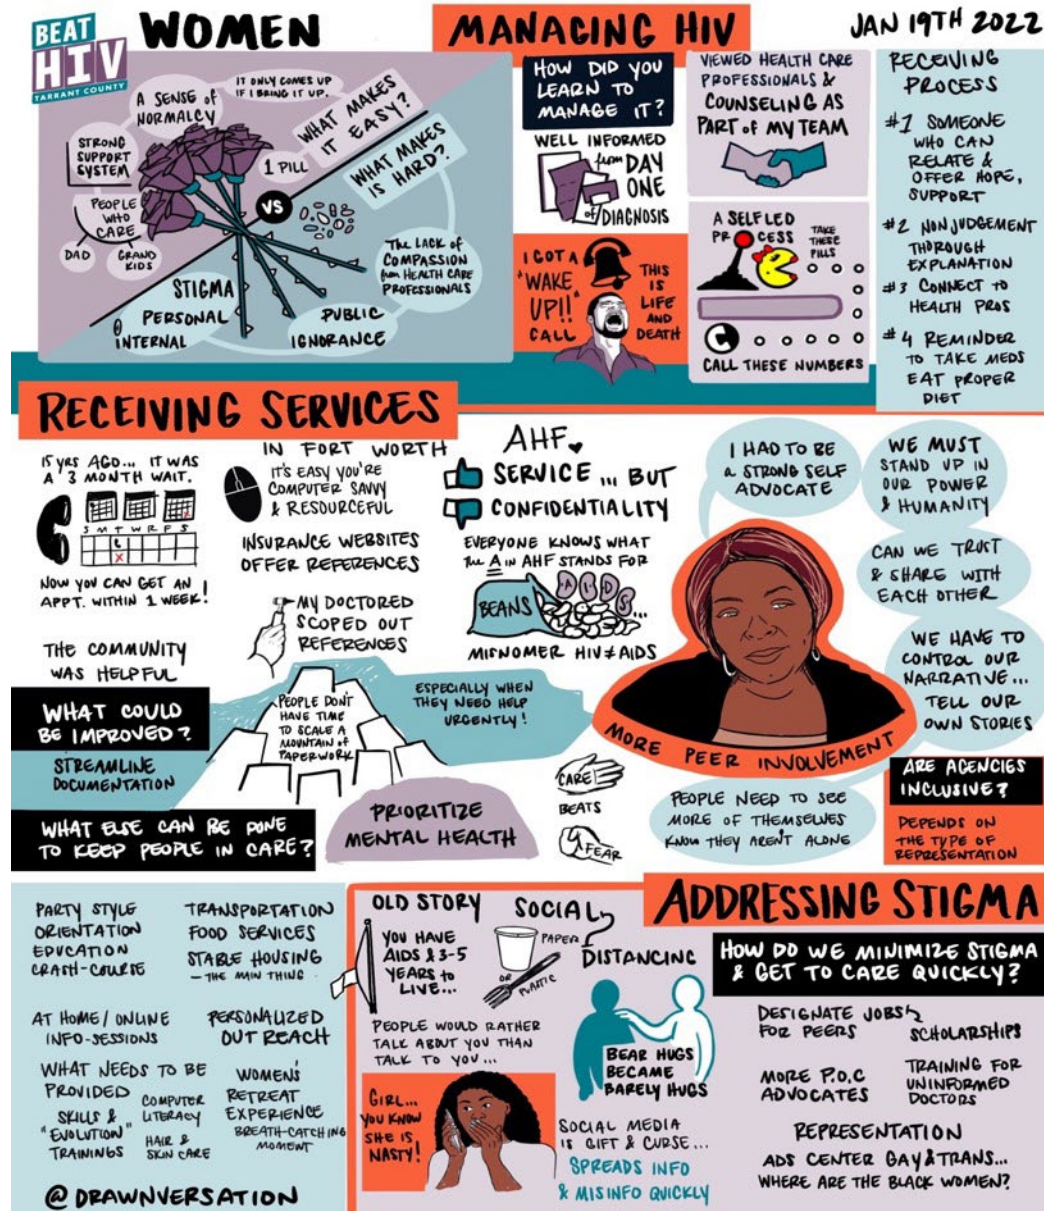 BEAT
HIV
TARRANT COUNTY
WOMEN
IT ONLY COMES UP
IF I BRING IT UP.
A SENSE of
NORMALCY
STRONG
SUPPORT
SYSTEM
PEOPLE
WHO
CARE
DAD
GRAND
KIDS
1 PILL
WHAT MAKES
IT EASY?
VS
WHAT MAKES
IS HARD?
The LACK of
COMPASSION
from HEALTH CARE
PROFESSIONALS
STIGMA
PERSONAL
INTERNAL
PUBLIC
IGNORANCE
MANAGING HIV
JAN 19TH 2022
HOW DID YOU
LEARN TO
MANAGE IT?
WELL INFORMED
from DAY
ONE
of DIAGNOSIS
I GOT A
"WAKE
UP!!"
CALL
THIS
IS
LIFE
AND
DEATH
VIEWED HEALTH CARE
PROFESSIONALS &
COUNSELING AS
PART of MY TEAM
A SELF LED
PROCESS
TAKE
THESE
PILLS
CALL THESE NUMBERS
RECEIVING
PROCESS
#1 SOMEONE
WHO CAN
RELATE &
OFFER HOPE,
SUPPORT
#2 NON JUDGEMENT
THOROUGH
EXPLANATION
#3 CONNECT TO
HEALTH PROS
#4 REMINDER
TO TAKE MEDS
EAT PROPER
DIET
RECEIVING SERVICES
15 YRS AGO... IT WAS
A 3 MONTH WAIT.
S M T W R F S
NOW YOU CAN GET AN
APPT. WITHIN 1 WEEK!
THE COMMUNITY
WAS HELPFUL
IN FORT WORTH
IT'S EASY YOU'RE
COMPUTER SAVVY
& RESOURCEFUL
INSURANCE WEBSITES
OFFER REFERENCES
MY DOCTORED
SCOPED OUT
REFERENCES
AHF
SERVICE ... BUT
CONFIDENTIALITY
EVERYONE KNOWS WHAT
the A IN AHF STANDS FOR
BEANS
AIDS...
MISNOMER HIV≠AIDS
I HAD TO BE
a STRONG SELF
ADVOCATE
WE MUST
STAND UP IN
OUR POWER
& HUMANITY
CAN WE TRUST
& SHARE WITH
EACH OTHER
WE HAVE TO
CONTROL OUR
NARRATIVE...
TELL OUR
OWN STORIES
MORE PEER INVOLVEMENT
PEOPLE NEED TO SEE
MORE OF THEMSELVES
KNOW THEY AREN'T ALONE
ARE AGENCIES
INCLUSIVE?
DEPENDS ON
THE TYPE OF
REPRESENTATION
WHAT COULD
BE IMPROVED?
STREAMLINE
DOCUMENTATION
PEOPLE DON'T
HAVE TIME
TO SCALE A
MOUNTAIN of
PAPERWORK
ESPECIALLY WHEN
THEY NEED HELP
URGENTLY!
WHAT ELSE CAN BE DONE
TO KEEP PEOPLE IN CARE?
PRIORITIZE
MENTAL HEALTH
CARE
BEATS
FEAR
PARTY STYLE
ORIENTATION
EDUCATION
CRASH-COURSE
TRANSPORTATION
FOOD SERVICES
STABLE HOUSING
— THE MAIN THING
AT HOME/ONLINE
INFO-SESSIONS
PERSONALIZED
OUT REACH
WHAT NEEDS TO BE
PROVIDED
SKILLS &
"EVOLUTION"
TRAININGS
COMPUTER
LITERACY
HAIR &
SKIN CARE
WOMEN'S
RETREAT
EXPERIENCE
BREATH-CATCHING
MOMENT
@DRAWNVERSATION
ADDRESSING STIGMA
OLD STORY
YOU HAVE
AIDS & 3-5
YEARS to
LIVE...
SOCIAL
DISTANCING
PAPER
OR
PLASTIC
PEOPLE WOULD RATHER
TALK ABOUT YOU THAN
TALK TO YOU...
GIRL...
YOU KNOW
SHE IS
NASTY!
BEAR HUGS
BECAME
BARELY HUGS
SOCIAL MEDIA
IS GIFT & CURSE...
SPREADS INFO
& MISINFO QUICKLY
HOW DO WE MINIMIZE STIGMA
& GET TO CARE QUICKLY?
DESIGNATE JOBS
FOR PEERS
SCHOLARSHIPS
MORE P.O.C
ADVOCATES
TRAINING FOR
UNINFORMED
DOCTORS
REPRESENTATION
ADS CENTER GAY & TRANS...
WHERE ARE THE BLACK WOMEN?